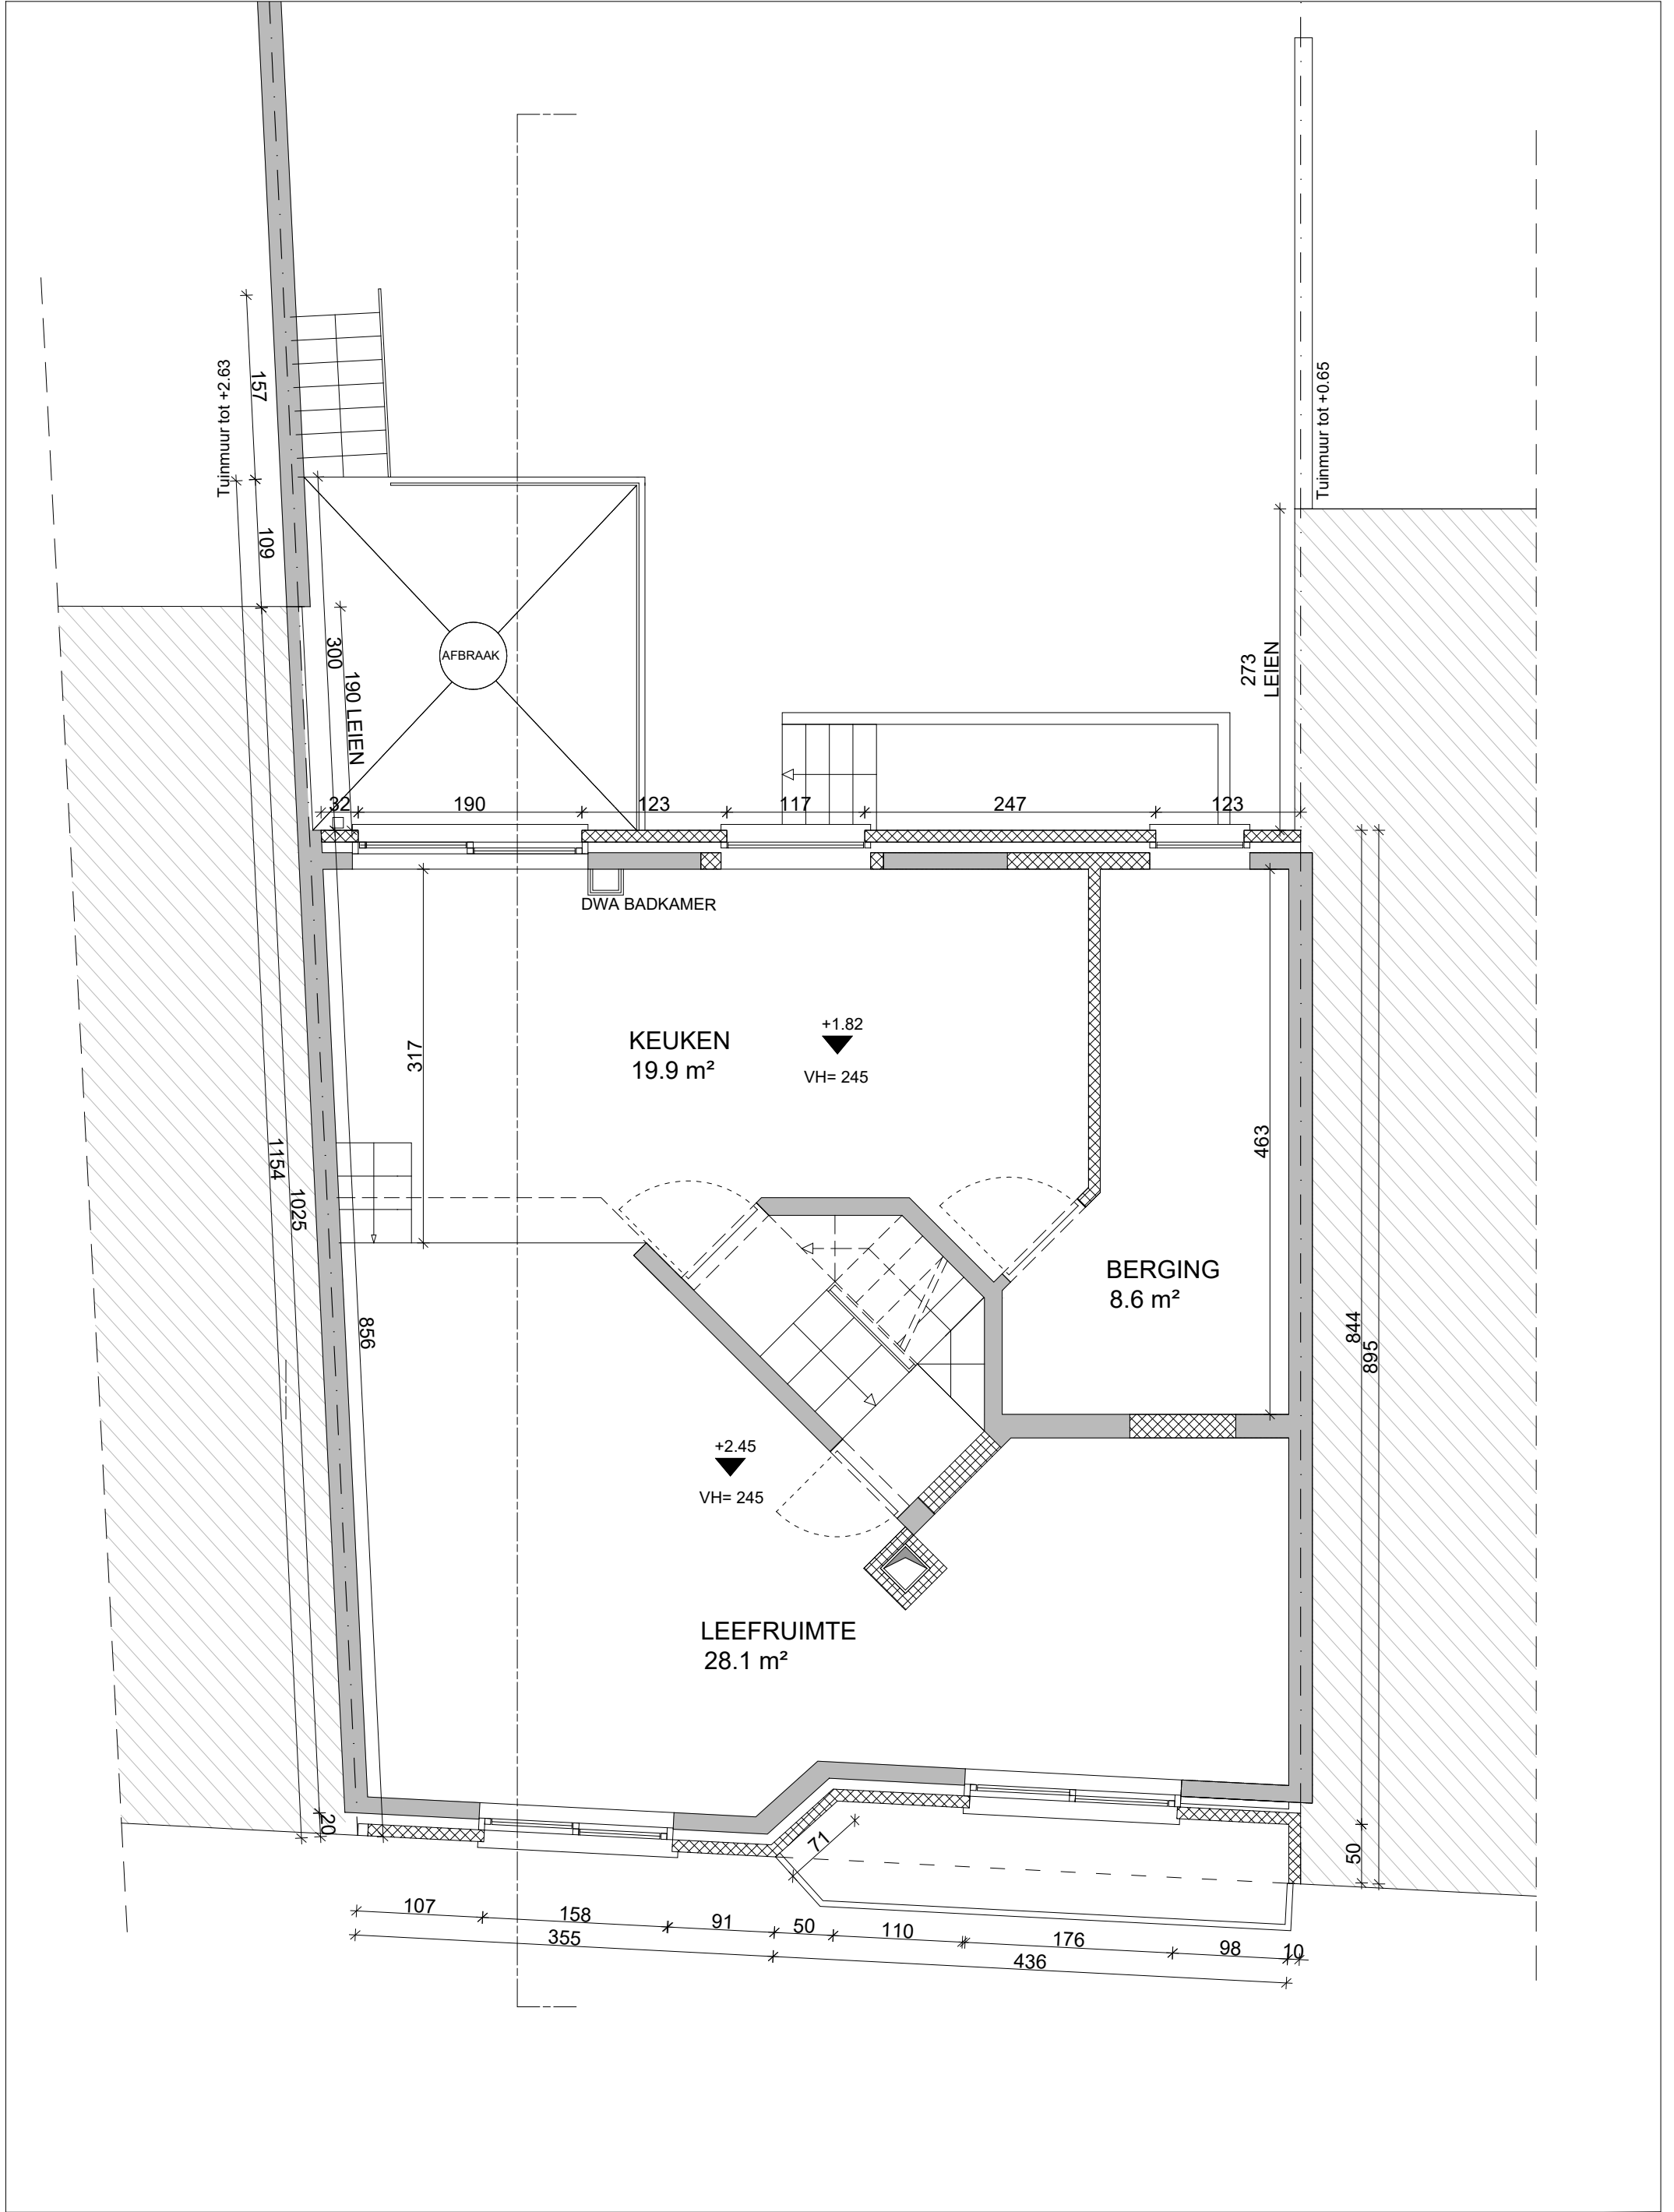 Tuinmuur tot +2.63
157
109
Tuinmuur tot +0.65
300
190 LEIEN
AFBRAAK
273
LEIEN
32
190
123
117
247
123
DWA BADKAMER
KEUKEN
19.9 m²
+1.82
VH= 245
317
463
1154
1025
856
BERGING
8.6 m²
844
895
+2.45
VH= 245
LEEFRUIMTE
28.1 m²
20
71
50
107
158
91
50
110
176
98
10
355
436